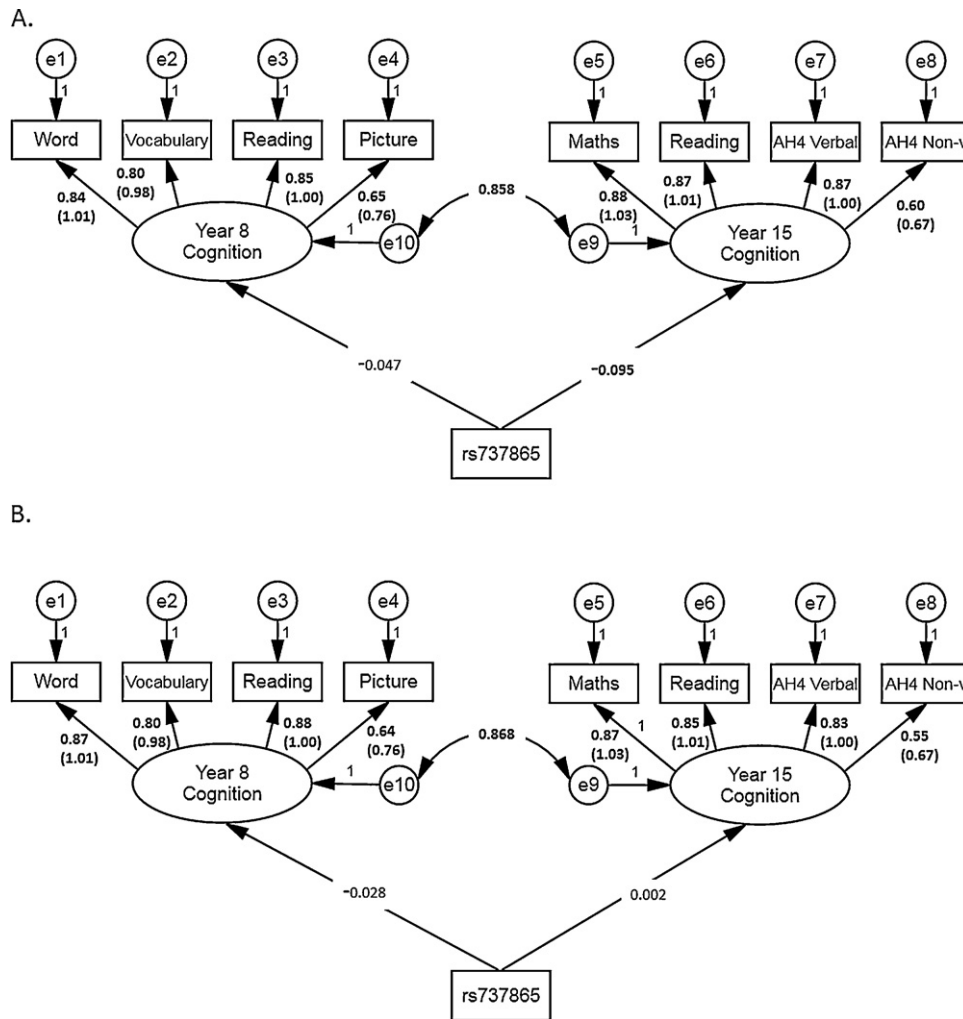 A.
e1 e2 e3 e4 e5 e6 e7 e8
1 1 1 1 1 1 1 1
Word Vocabulary Reading Picture Maths Reading AH4 Verbal AH4 Non-v
0.84 0.80 0.85 0.65 0.858 0.88 0.87 0.87 0.60
(1.01) (0.98) (1.00) (0.76) (1.03) (1.01) (1.00) (0.67)
Year 8 1 e10 e9 1 Year 15
Cognition Cognition
−0.047 −0.095
rs737865
B.
e1 e2 e3 e4 e5 e6 e7 e8
1 1 1 1 1 1 1 1
Word Vocabulary Reading Picture Maths Reading AH4 Verbal AH4 Non-v
0.87 0.80 0.88 0.64 0.868 0.87 1 0.85 0.83 0.55
(1.01) (0.98) (1.00) (0.76) (1.03) (1.01) (1.00) (0.67)
Year 8 1 e10 e9 1 Year 15
Cognition Cognition
−0.028 0.002
rs737865